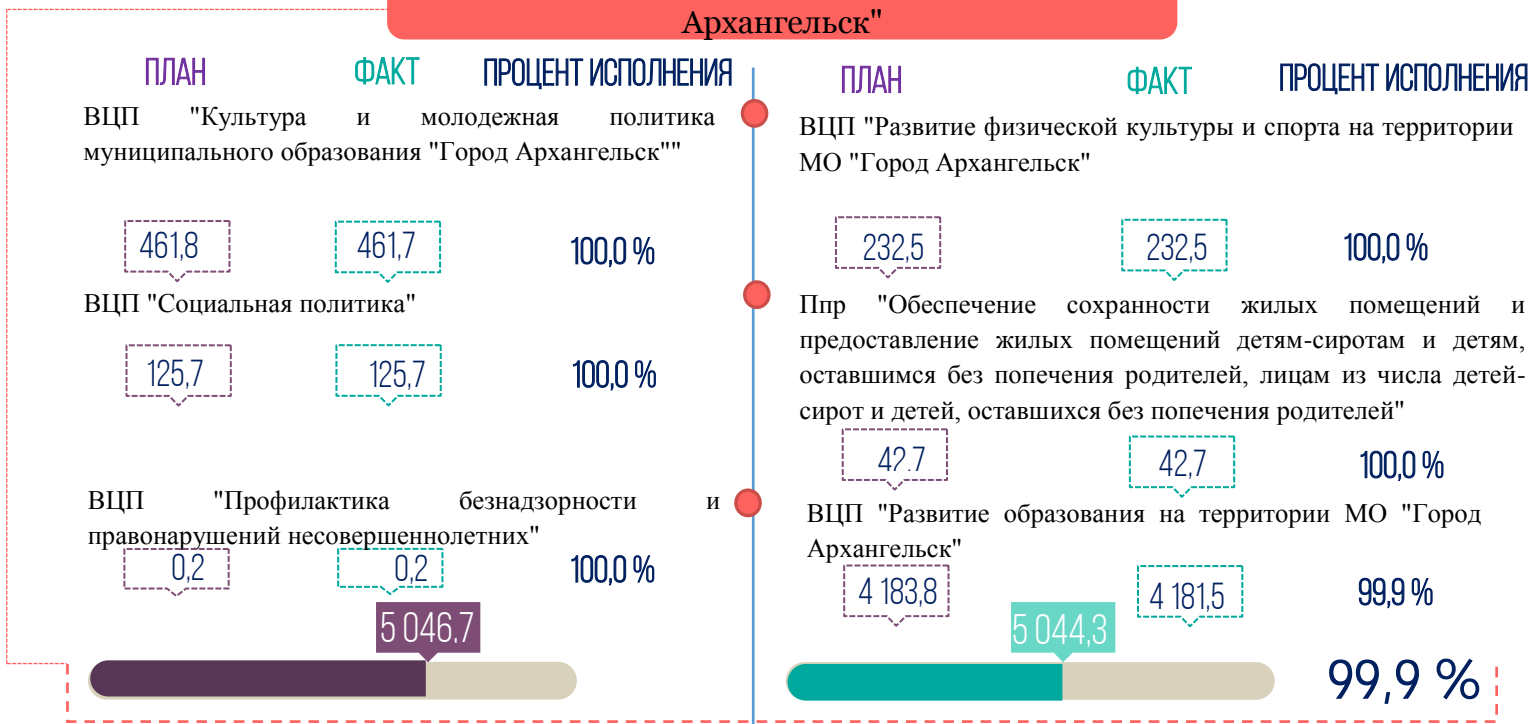 Архангельск"
ПЛАН ФАКТ ПРОЦЕНТ ИСПОЛНЕНИЯ
ВЦП "Культура и молодежная политика
муниципального образования "Город Архангельск""
461,8 461,7 100,0 %
ВЦП "Социальная политика"
125,7 125,7 100,0 %
ВЦП "Профилактика безнадзорности и
правонарушений несовершеннолетних"
0,2 0,2 100,0 %
5 046,7
ПЛАН ФАКТ ПРОЦЕНТ ИСПОЛНЕНИЯ
ВЦП "Развитие физической культуры и спорта на территории
МО "Город Архангельск"
232,5 232,5 100,0 %
Ппр "Обеспечение сохранности жилых помещений и
предоставление жилых помещений детям-сиротам и детям,
оставшимся без попечения родителей, лицам из числа детей-
сирот и детей, оставшихся без попечения родителей"
42,7 42,7 100,0 %
ВЦП "Развитие образования на территории МО "Город
Архангельск"
4 183,8 4 181,5 99,9 %
5 044,3
99,9 %